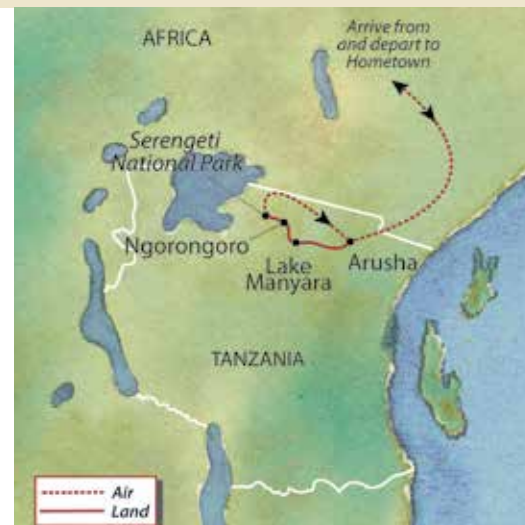 AFRICA
Arrive from
and depart to
Hometown
Serengeti
National Park
Ngorongoro
Lake
Manyara
Arusha
TANZANIA
Air
Land